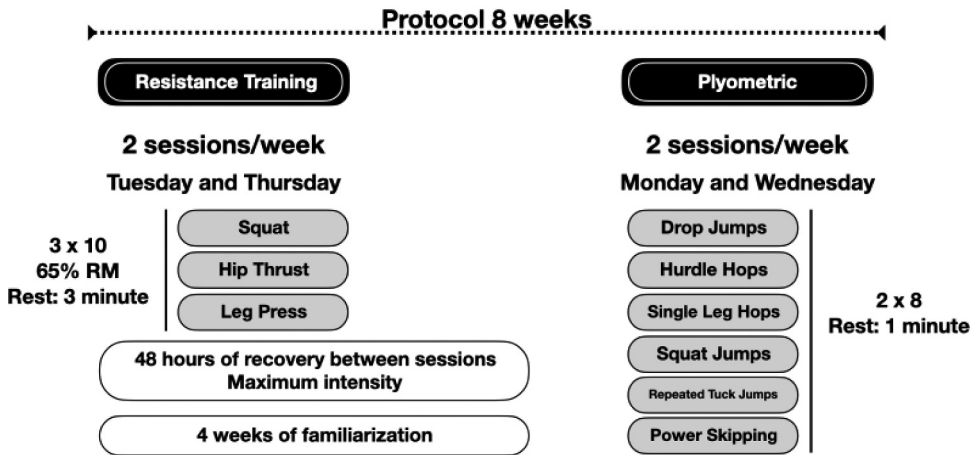 Protocol 8 weeks
Resistance Training
2 sessions/week
Tuesday and Thursday
3 x 10
65% RM
Rest: 3 minute
Squat
Hip Thrust
Leg Press
48 hours of recovery between sessions
Maximum intensity
4 weeks of familiarization
Plyometric
2 sessions/week
Monday and Wednesday
Drop Jumps
Hurdle Hops
Single Leg Hops
Squat Jumps
Repeated Tuck Jumps
Power Skipping
2 x 8
Rest: 1 minute